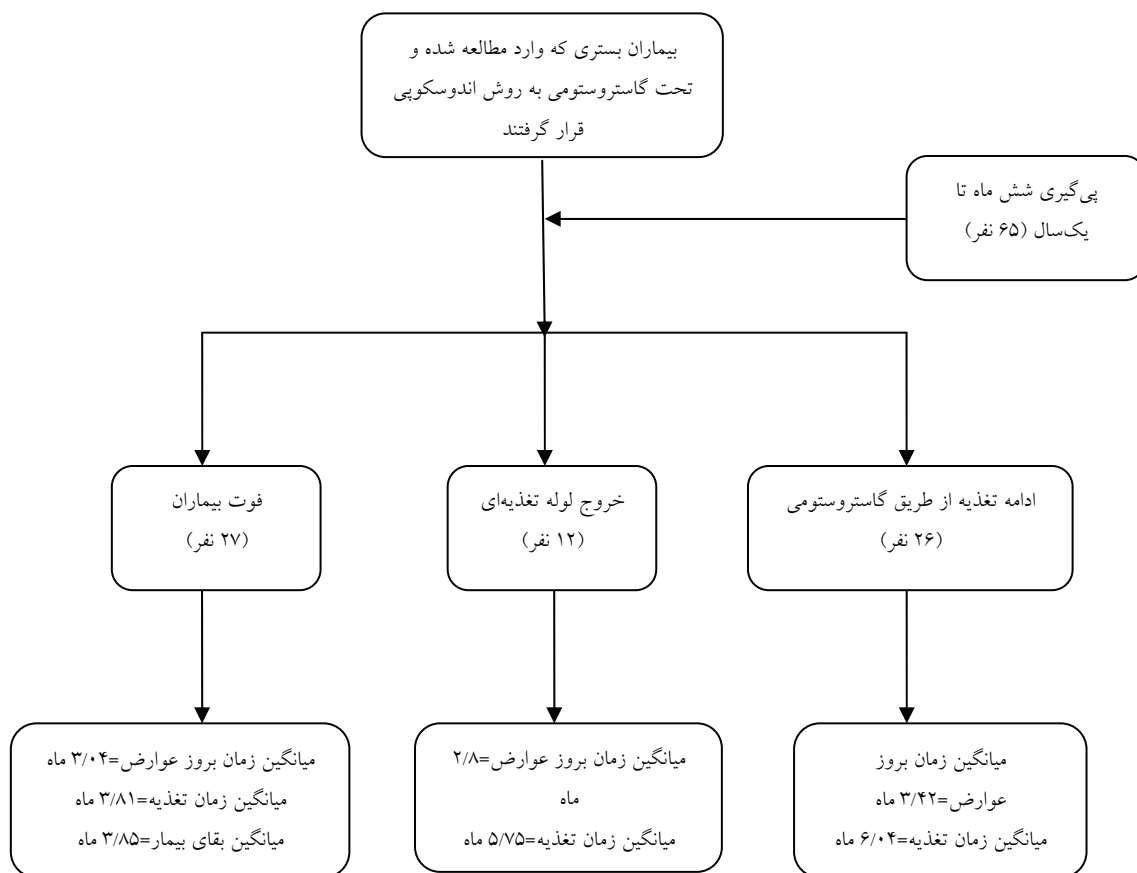 بیماران بستری که وارد مطالعه شده و
تحت گاستروستومی به روش اندوسکوپی
قرار گرفتند
پی‌گیری شش ماه تا
یک‌سال (۶۵ نفر)
ادامه تغذیه از طریق گاستروستومی
(۲۶ نفر)
خروج لوله تغذیه‌ای
(۱۲ نفر)
فوت بیماران
(۲۷ نفر)
میانگین زمان بروز
عوارض=۳/۴۲ ماه
میانگین زمان تغذیه=۶/۰۴ ماه
میانگین زمان بروز عوارض=۲/۸
ماه
میانگین زمان تغذیه=۵/۷۵ ماه
میانگین زمان بروز عوارض=۳/۰۴ ماه
میانگین زمان تغذیه=۳/۸۱ ماه
میانگین بقای بیمار=۳/۸۵ ماه